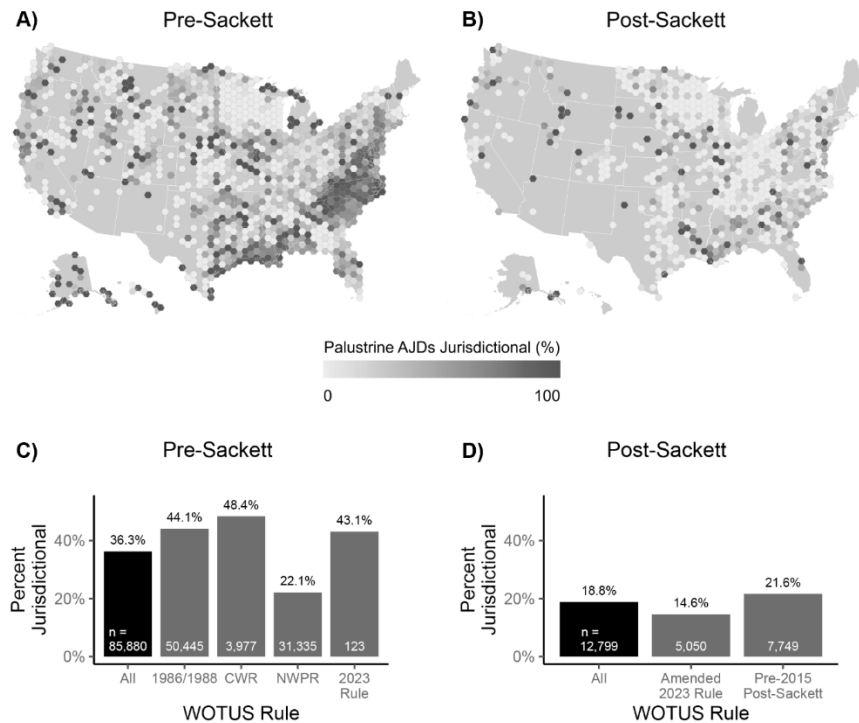 A)
Pre-Sackett
B)
Post-Sackett
Palustrine AJDs Jurisdictional (%)
0
100
C)
Pre-Sackett
Percent
Jurisdictional
40%
20%
0%
36.3%
44.1%
48.4%
22.1%
43.1%
n =
85,880
50,445
3,977
31,335
123
All
1986/1988
CWR
NWPR
2023
Rule
WOTUS Rule
D)
Post-Sackett
Percent
Jurisdictional
40%
20%
0%
18.8%
14.6%
21.6%
n =
12,799
5,050
7,749
All
Amended
2023 Rule
Pre-2015
Post-Sackett
WOTUS Rule